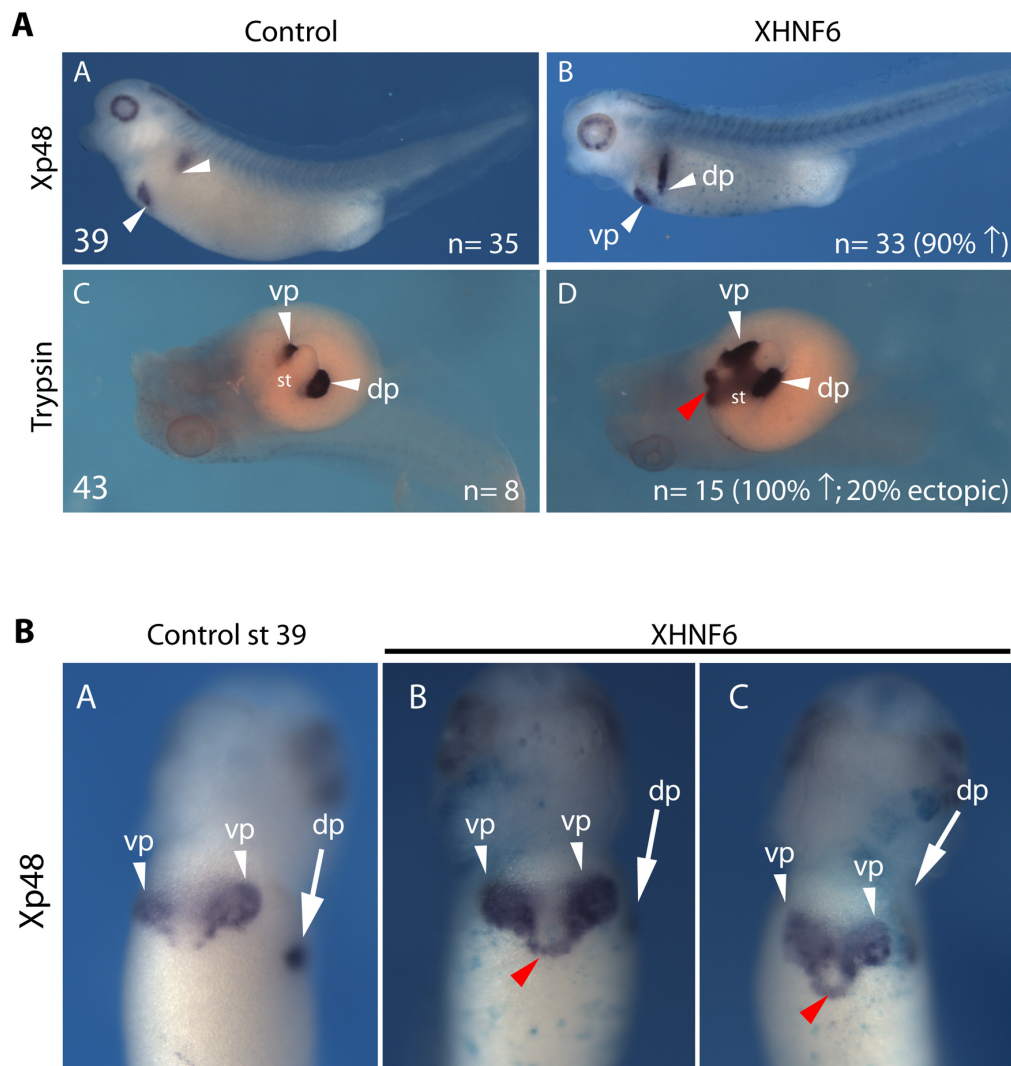 A
Control
XHNF6
Xp48
A
39
n= 35
B
dp
vp
n= 33 (90% ↑)
Trypsin
C
vp
st
dp
43
n= 8
D
vp
st
dp
n= 15 (100% ↑; 20% ectopic)
B
Control st 39
XHNF6
Xp48
A
vp
vp
dp
B
vp
vp
dp
C
vp
vp
dp